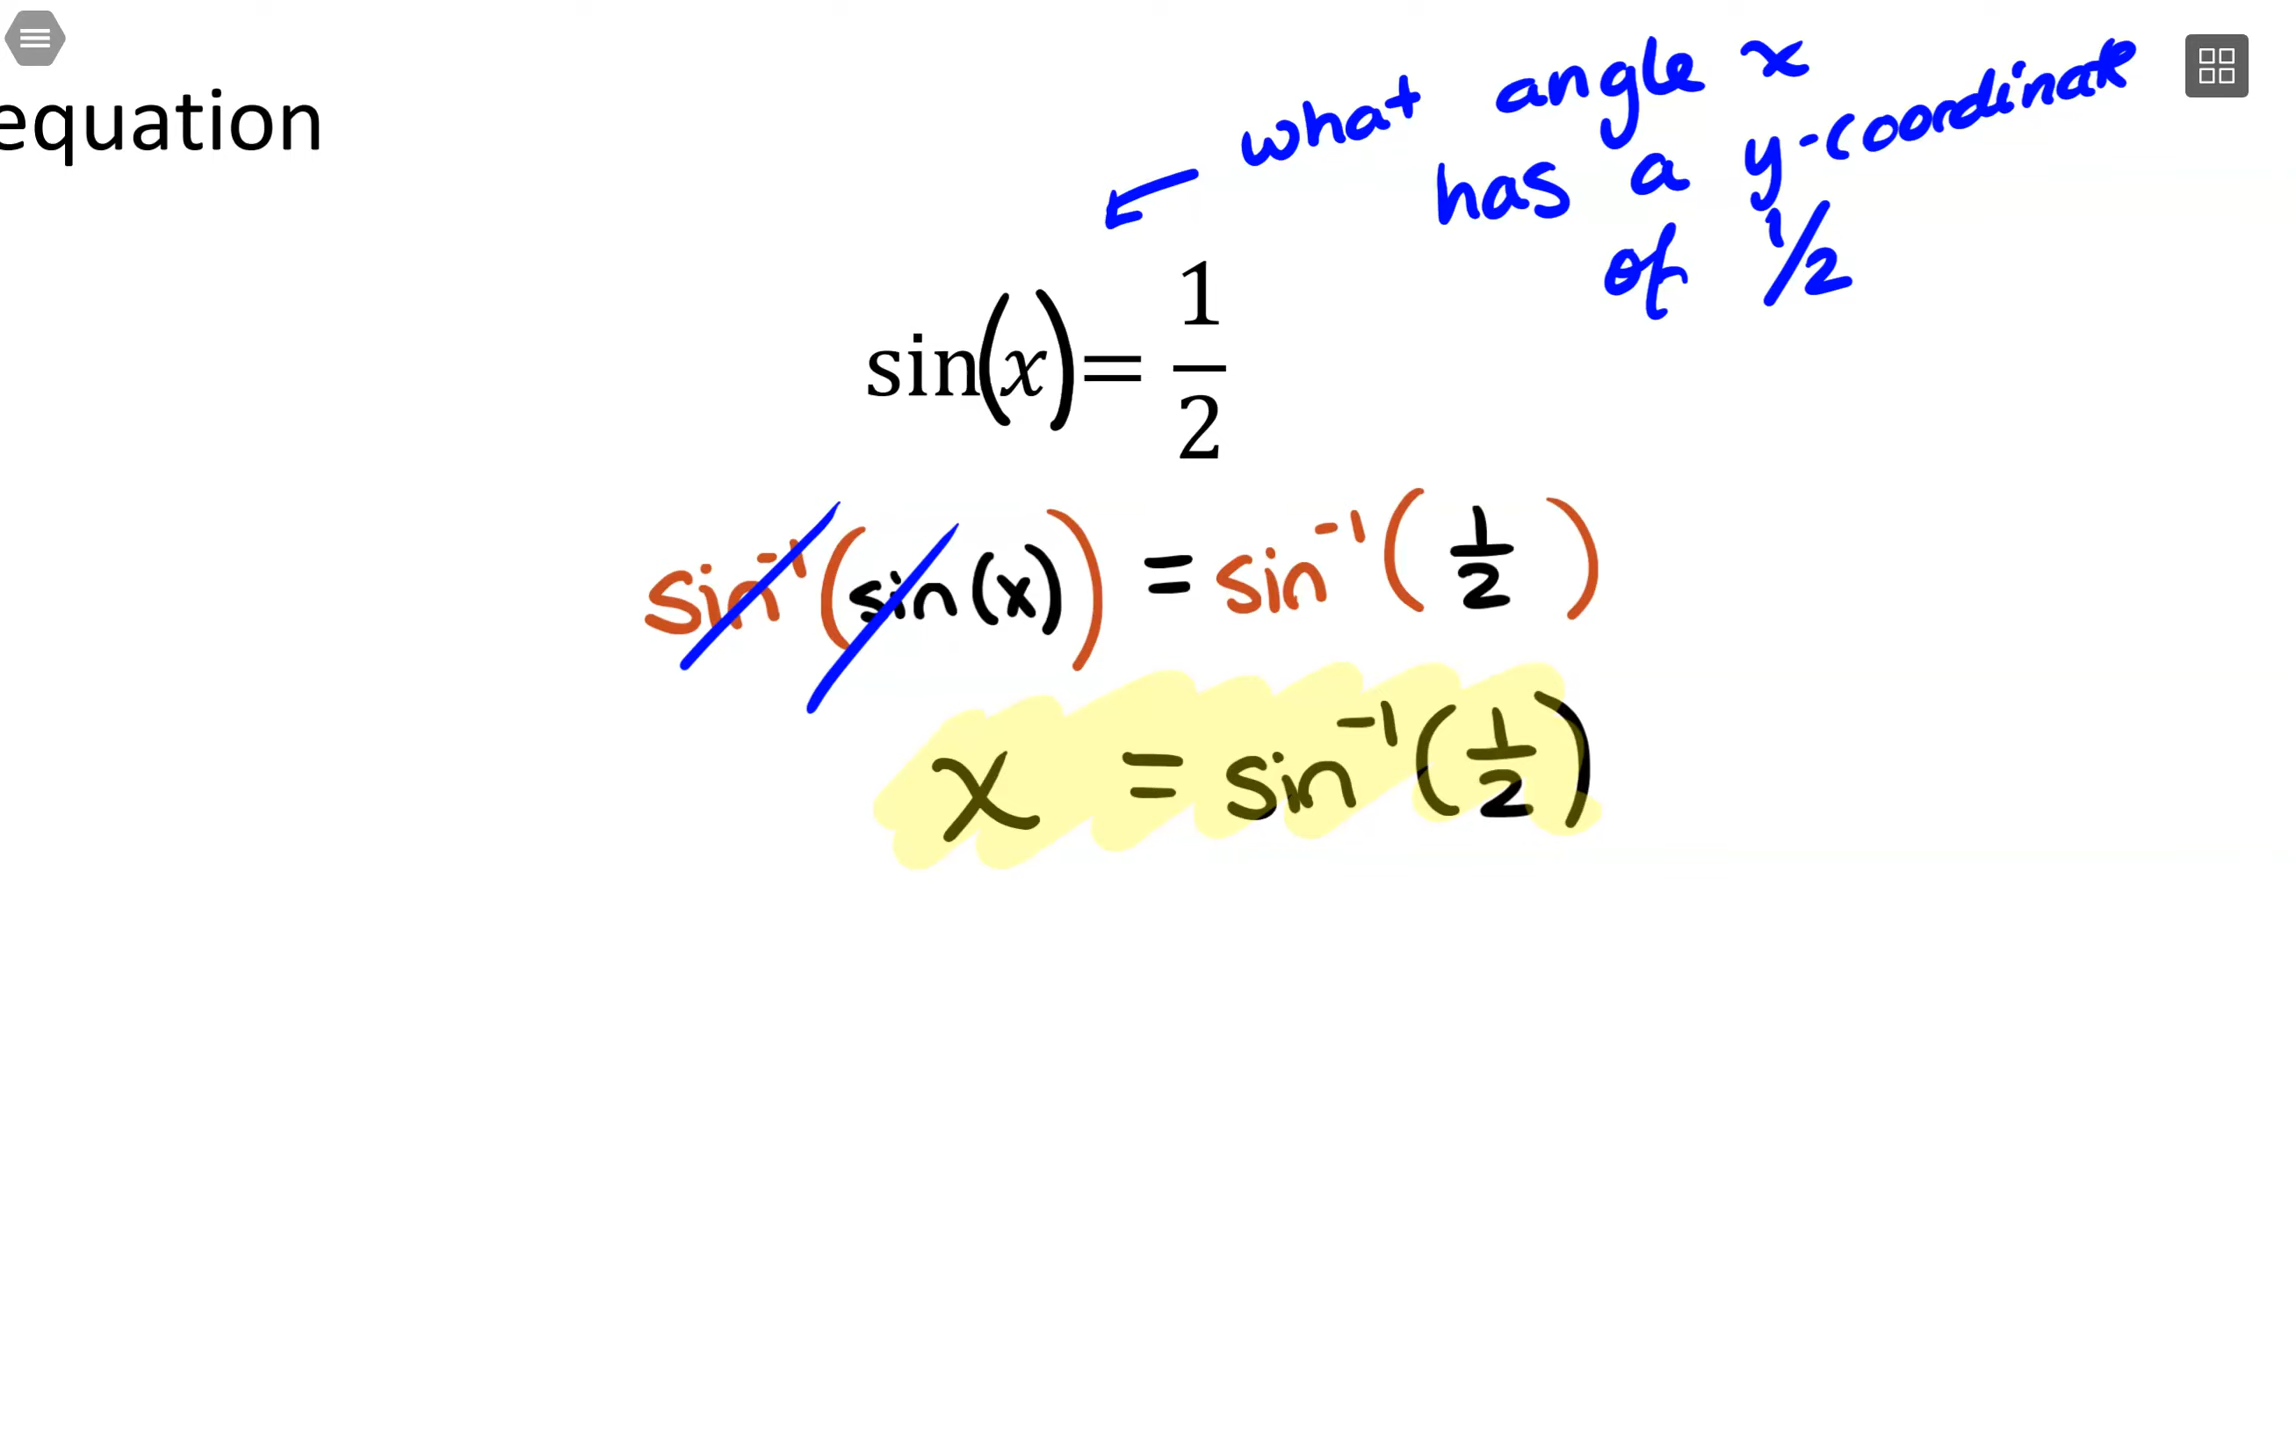 equation
what angle x
has a y-coordinate
of 1/2
sin(x)= 1/2
sin⁻¹(sin(x)) = sin⁻¹(1/2)
x = sin⁻¹(1/2)